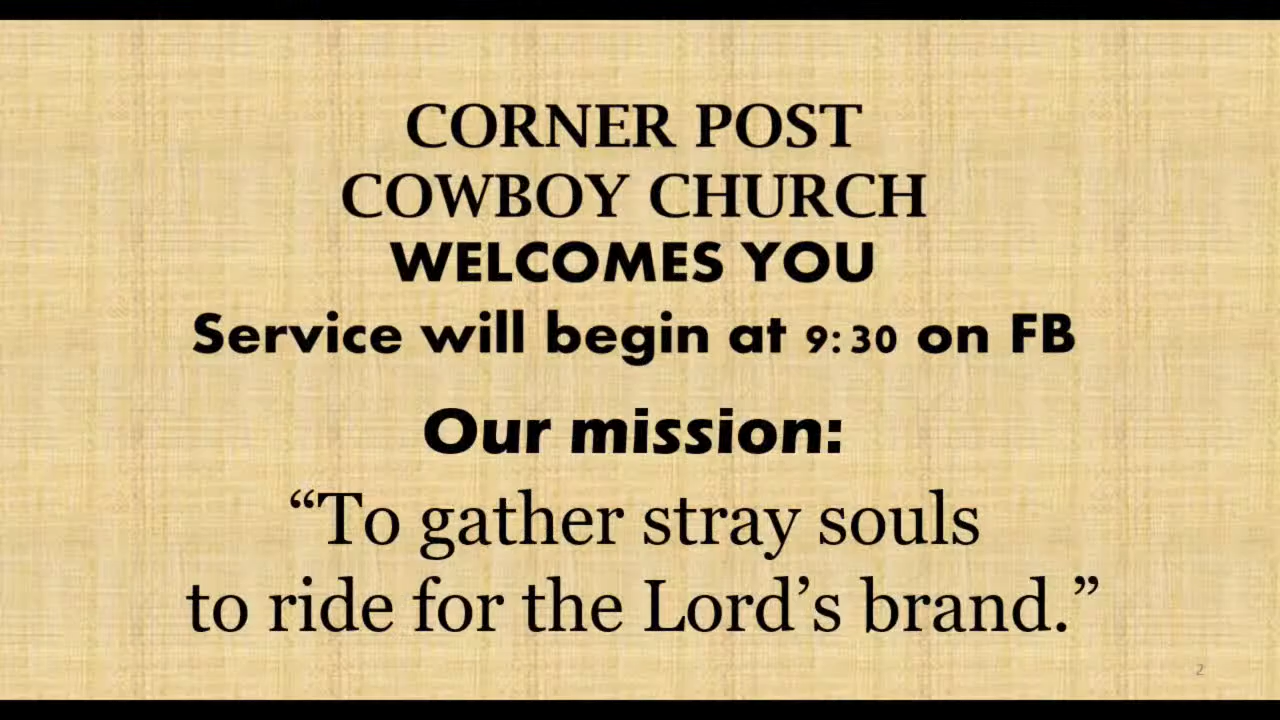 CORNER POST
COWBOY CHURCH
WELCOMES YOU
Service will begin at 9:30 on FB
Our mission:
“To gather stray souls
to ride for the Lord’s brand.”
2